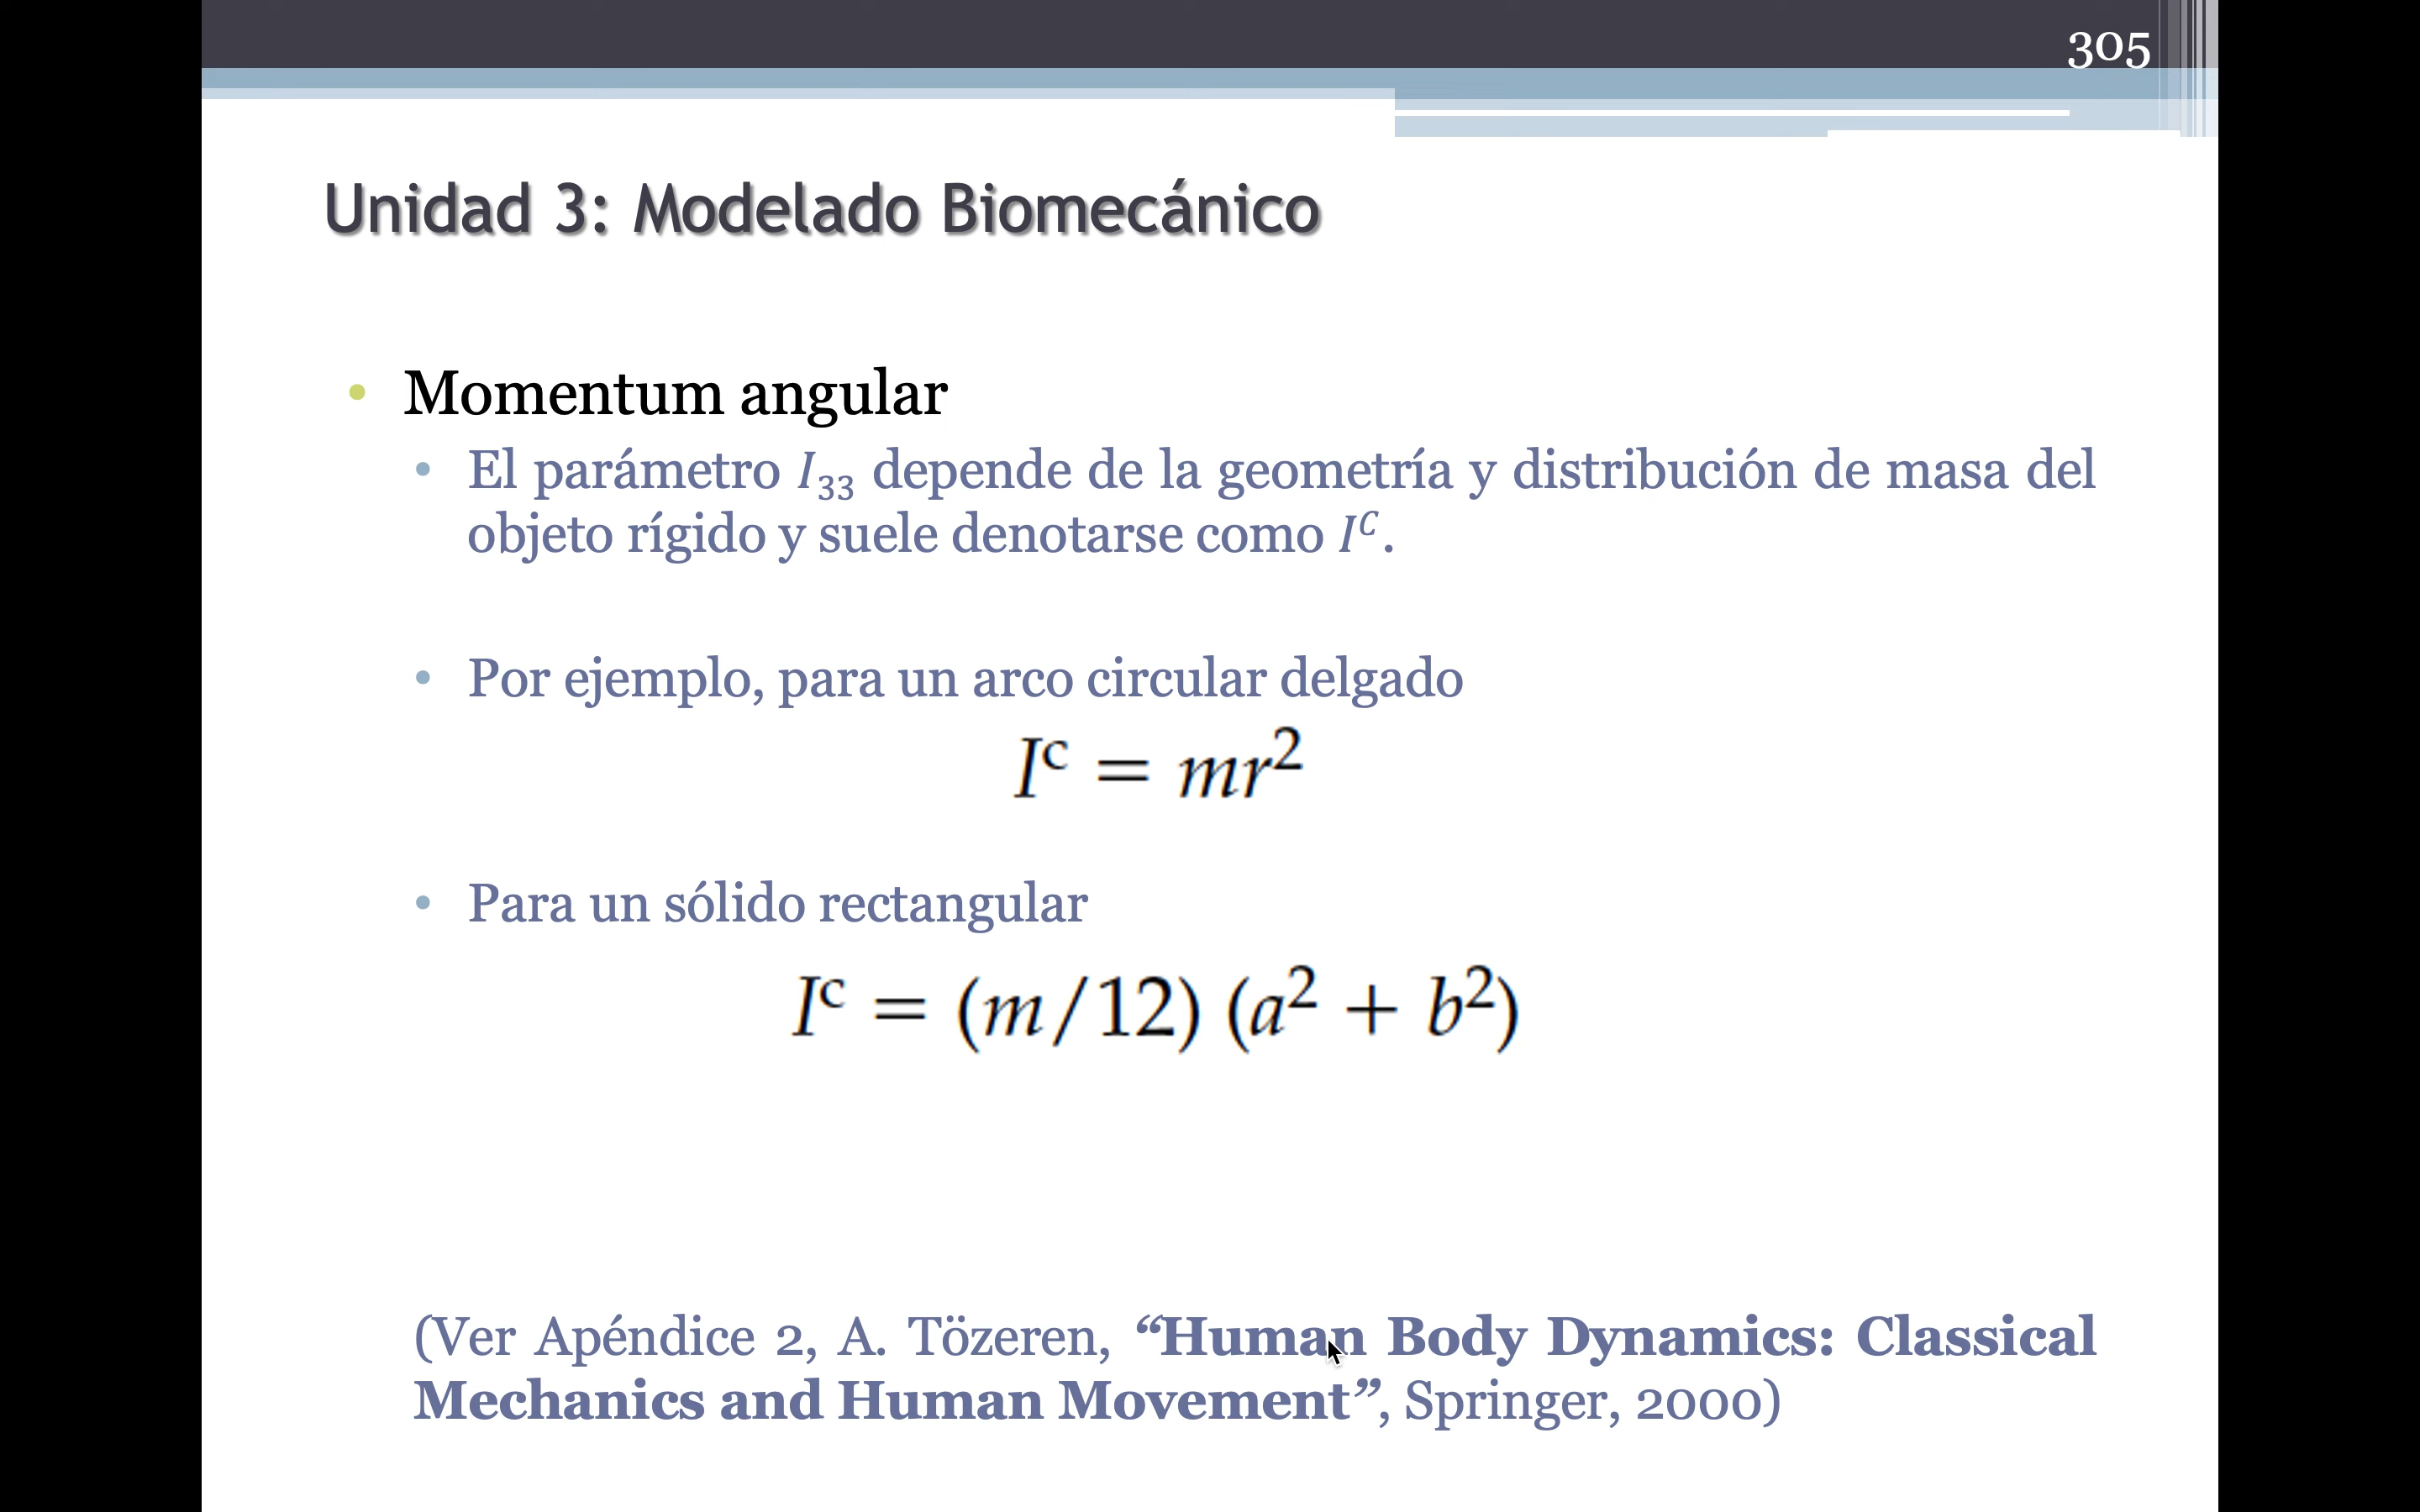 305
Unidad 3: Modelado Biomecánico
• Momentum angular
• El parámetro I₃₃ depende de la geometría y distribución de masa del
objeto rígido y suele denotarse como Iᶜ.
• Por ejemplo, para un arco circular delgado
Iᶜ = mr²
• Para un sólido rectangular
Iᶜ = (m/12) (a² + b²)
(Ver Apéndice 2, A. Tözeren, “Human Body Dynamics: Classical
Mechanics and Human Movement”, Springer, 2000)